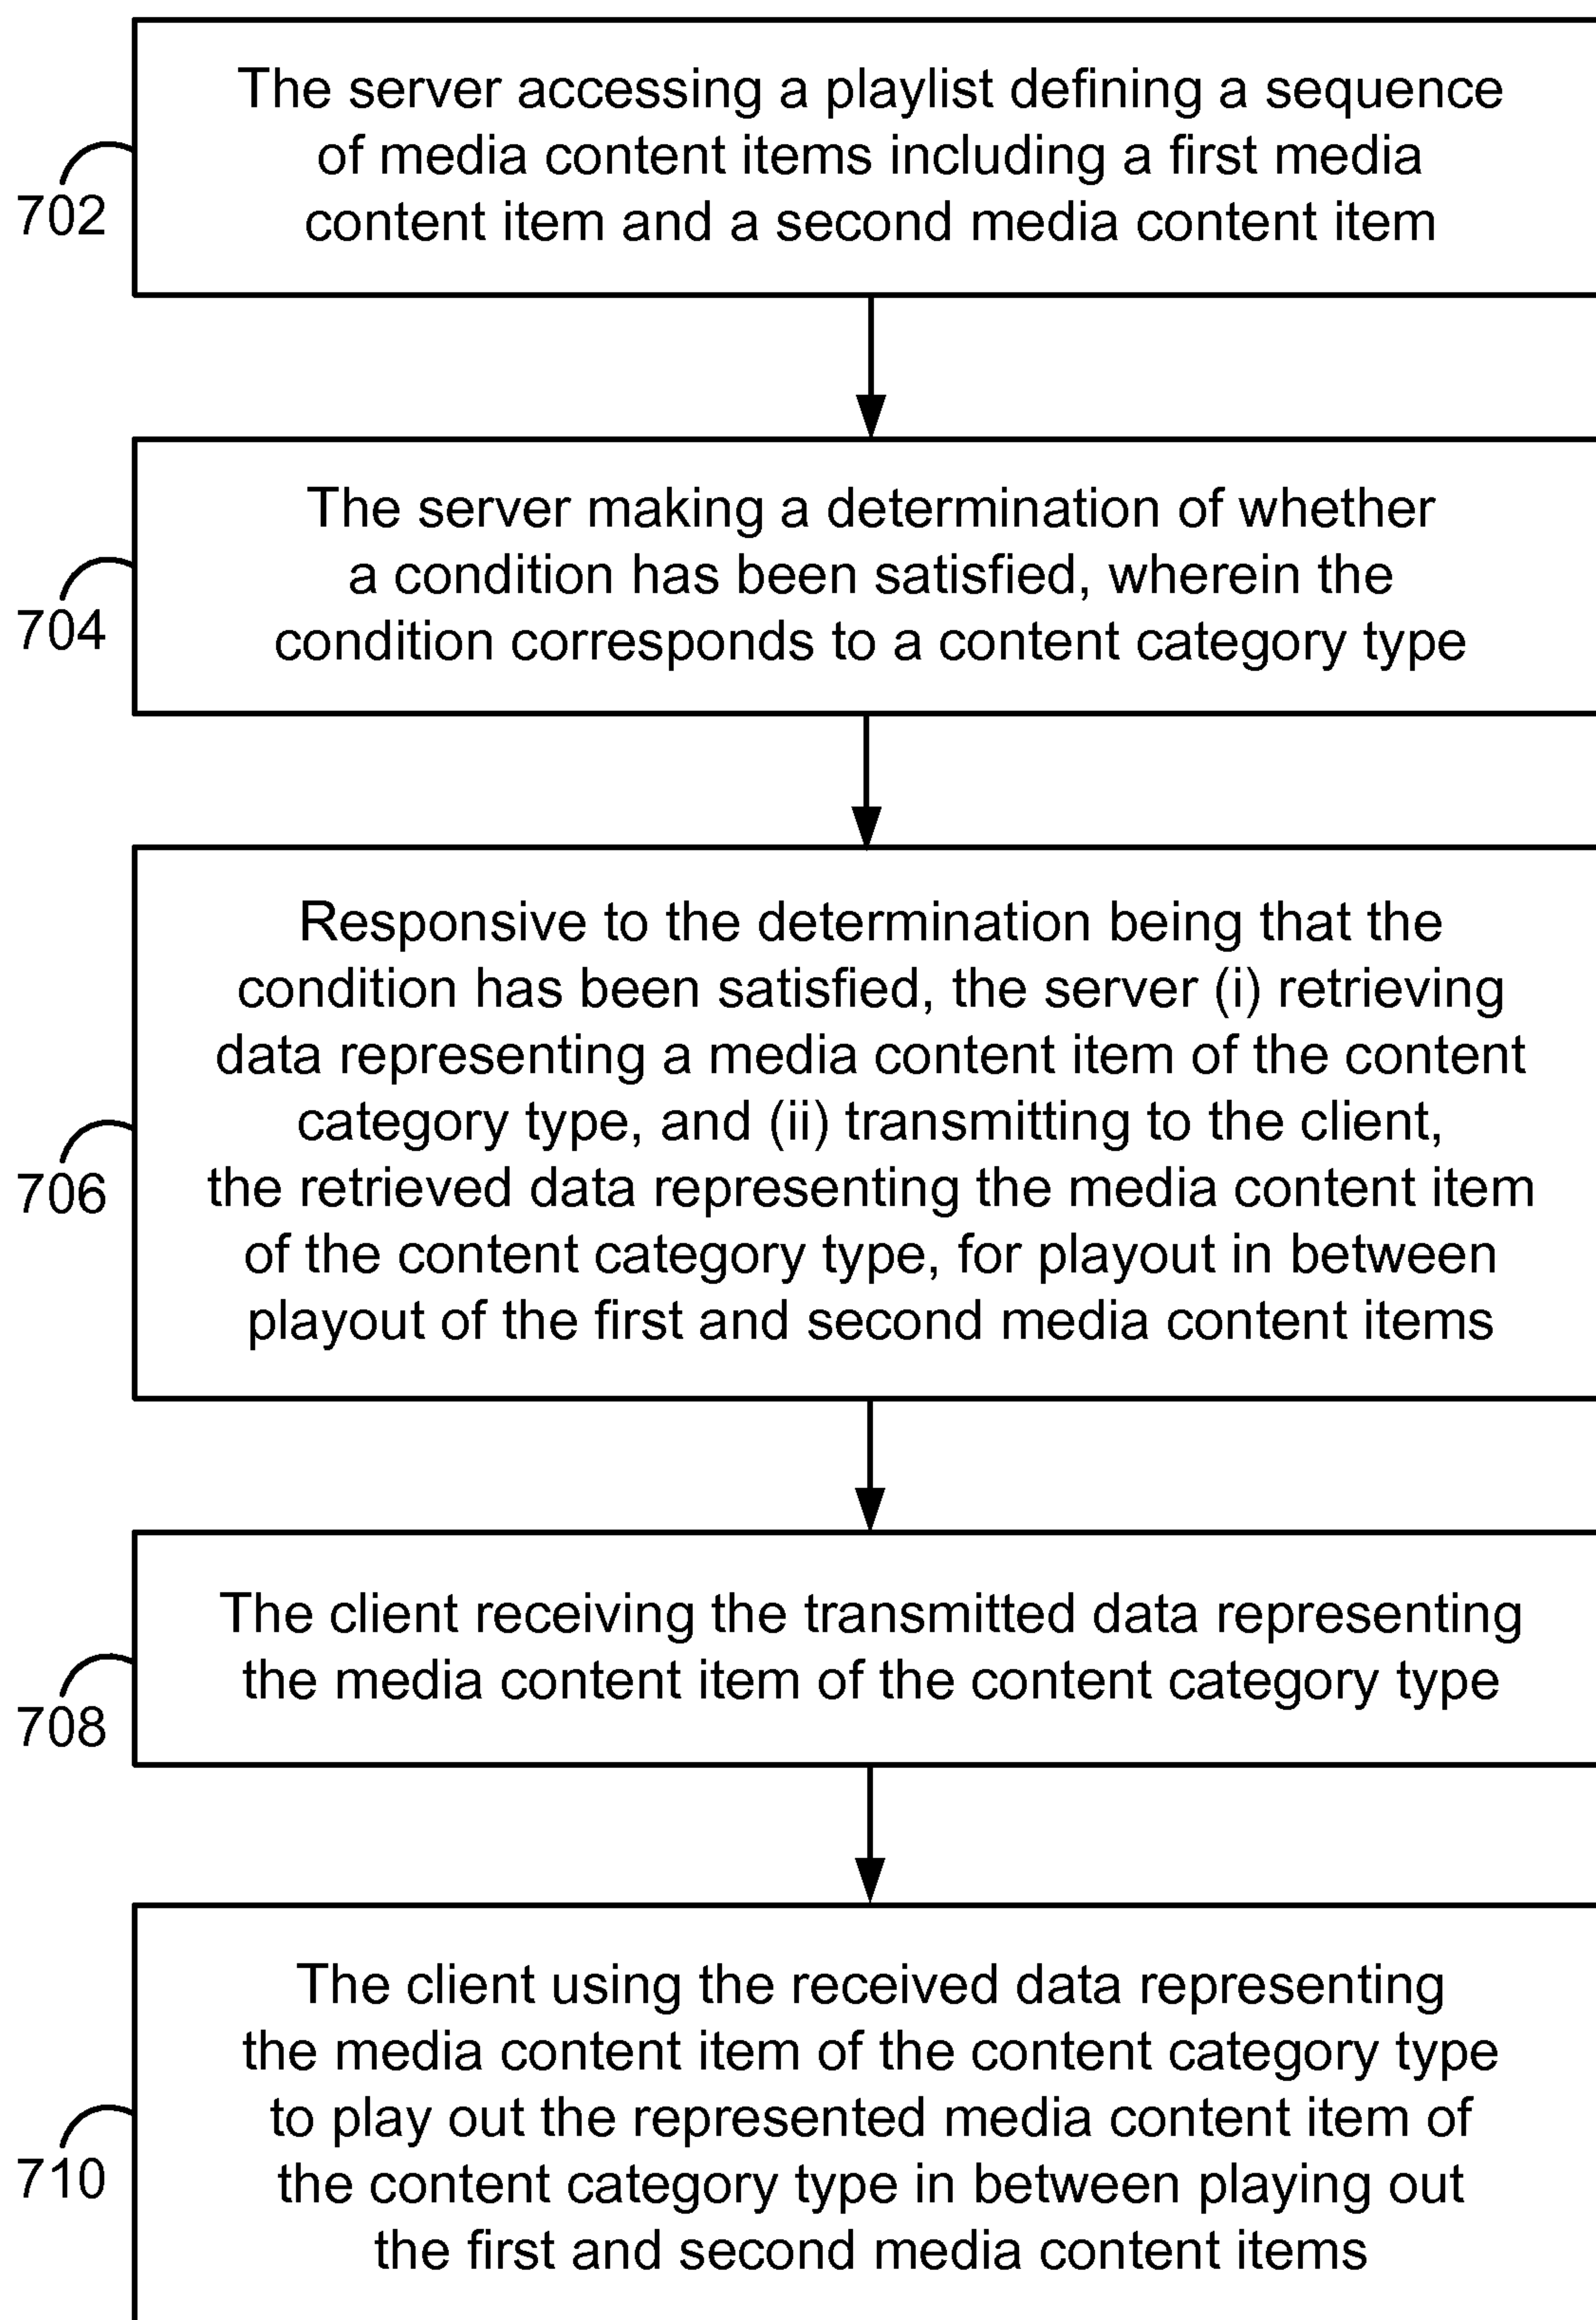 The server accessing a playlist defining a sequence
of media content items including a first media
content item and a second media content item
702
The server making a determination of whether
a condition has been satisfied, wherein the
condition corresponds to a content category type
704
Responsive to the determination being that the
condition has been satisfied, the server (i) retrieving
data representing a media content item of the content
category type, and (ii) transmitting to the client,
the retrieved data representing the media content item
of the content category type, for playout in between
playout of the first and second media content items
706
The client receiving the transmitted data representing
the media content item of the content category type
708
The client using the received data representing
the media content item of the content category type
to play out the represented media content item of
the content category type in between playing out
the first and second media content items
710